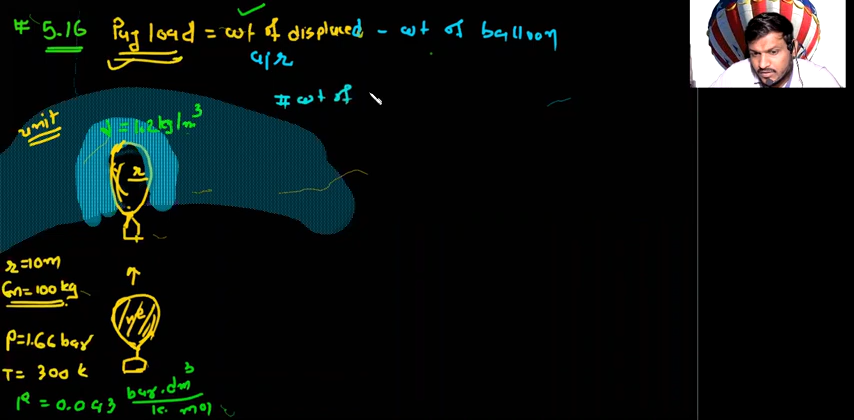 # 5.16 Pay load = wt of displaced - wt of balloon
air
# wt of
unit
= 1.2 kg/m³
r
r=10m
m=100 kg
He
P=1.66 bar
T= 300 k
R = 0.083 bar.dm³/k.mol